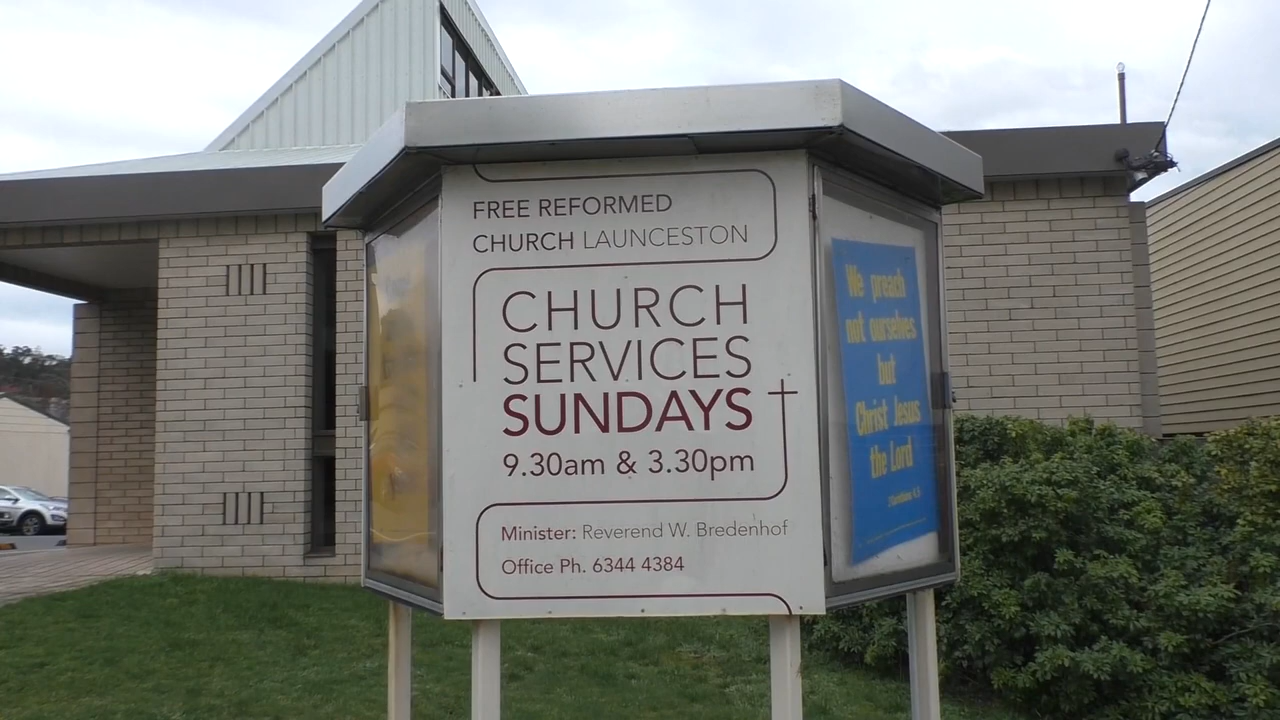 FREE REFORMED
CHURCH LAUNCESTON
CHURCH
SERVICES
SUNDAYS
9.30am & 3.30pm
Minister: Reverend W. Bredenhof
Office Ph. 6344 4384
We preach
not ourselves
but
Christ Jesus
the Lord